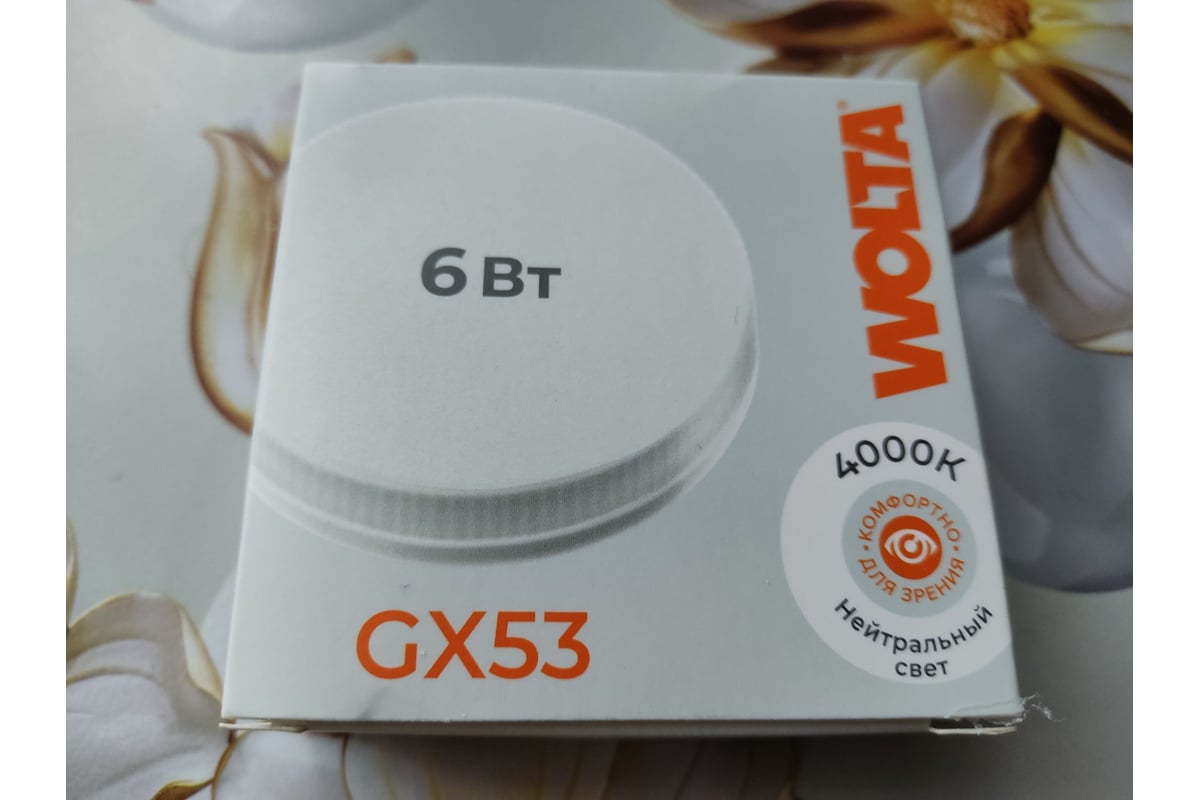 6 Вт
WOLTA®
4000K
•КОМФОРТНО•
ДЛЯ ЗРЕНИЯ
Нейтральный
свет
GX53